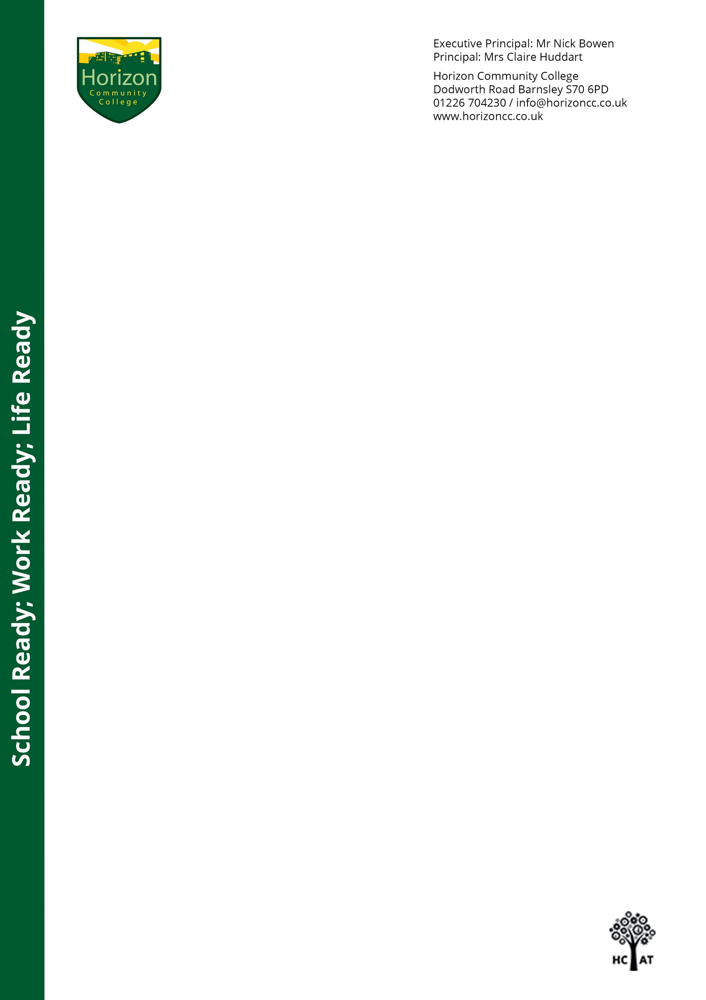 Horizon
Community
College
Executive Principal: Mr Nick Bowen
Principal: Mrs Claire Huddart
Horizon Community College
Dodworth Road Barnsley S70 6PD
01226 704230 / info@horizoncc.co.uk
www.horizoncc.co.uk
School Ready; Work Ready; Life Ready
HC AT